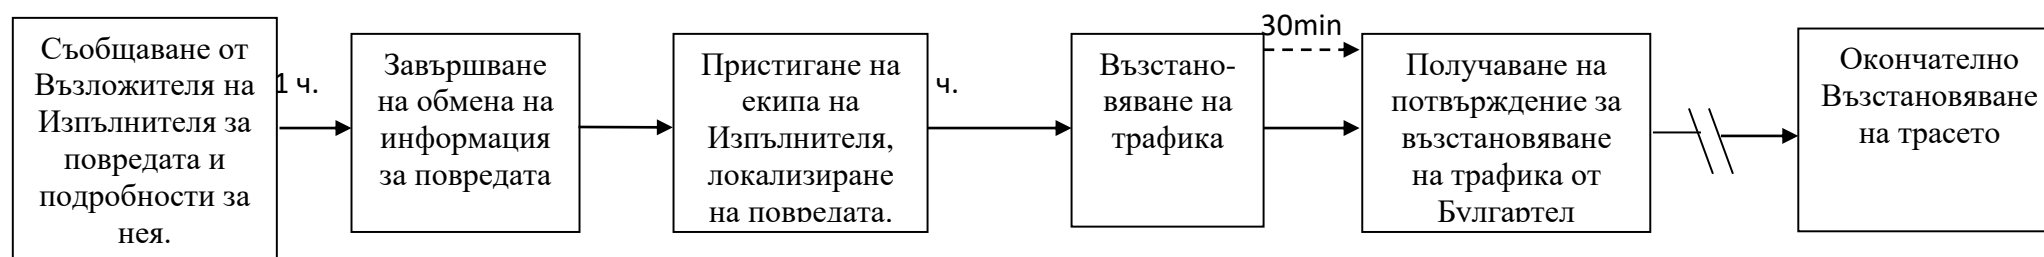 Съобщаване от
Възложителя на
Изпълнителя за
повредата и
подробности за
нея.
1 ч.
Завършване
на обмена на
информация
за повредата
Пристигане на
екипа на
Изпълнителя,
локализиране
на повредата.
ч.
Възстано-
вяване на
трафика
30min
Получаване на
потвърждение за
възстановяване
на трафика от
Булгартел
Окончателно
Възстановяване
на трасето